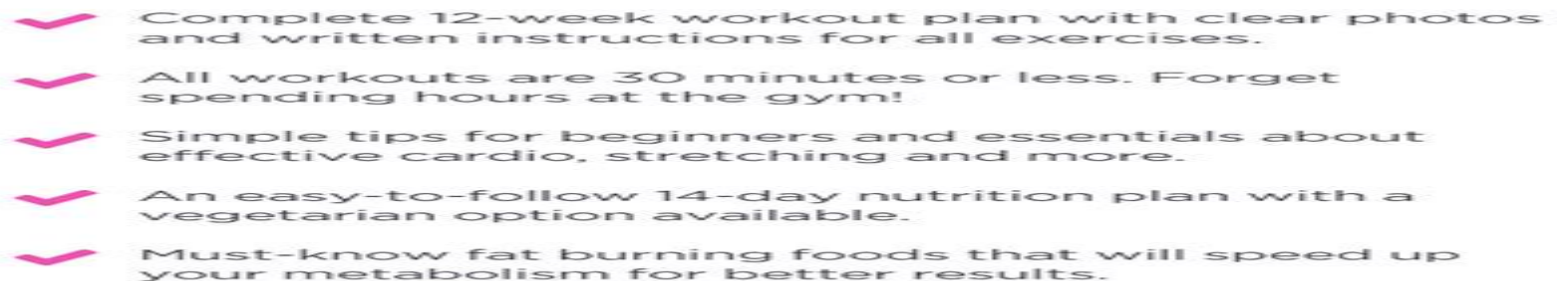 Complete 12-week workout plan with clear photos
and written instructions for all exercises.
All workouts are 30 minutes or less. Forget
spending hours at the gym!
Simple tips for beginners and essentials about
effective cardio, stretching and more.
An easy-to-follow 14-day nutrition plan with a
vegetarian option available.
Must-know fat burning foods that will speed up
your metabolism for better results.